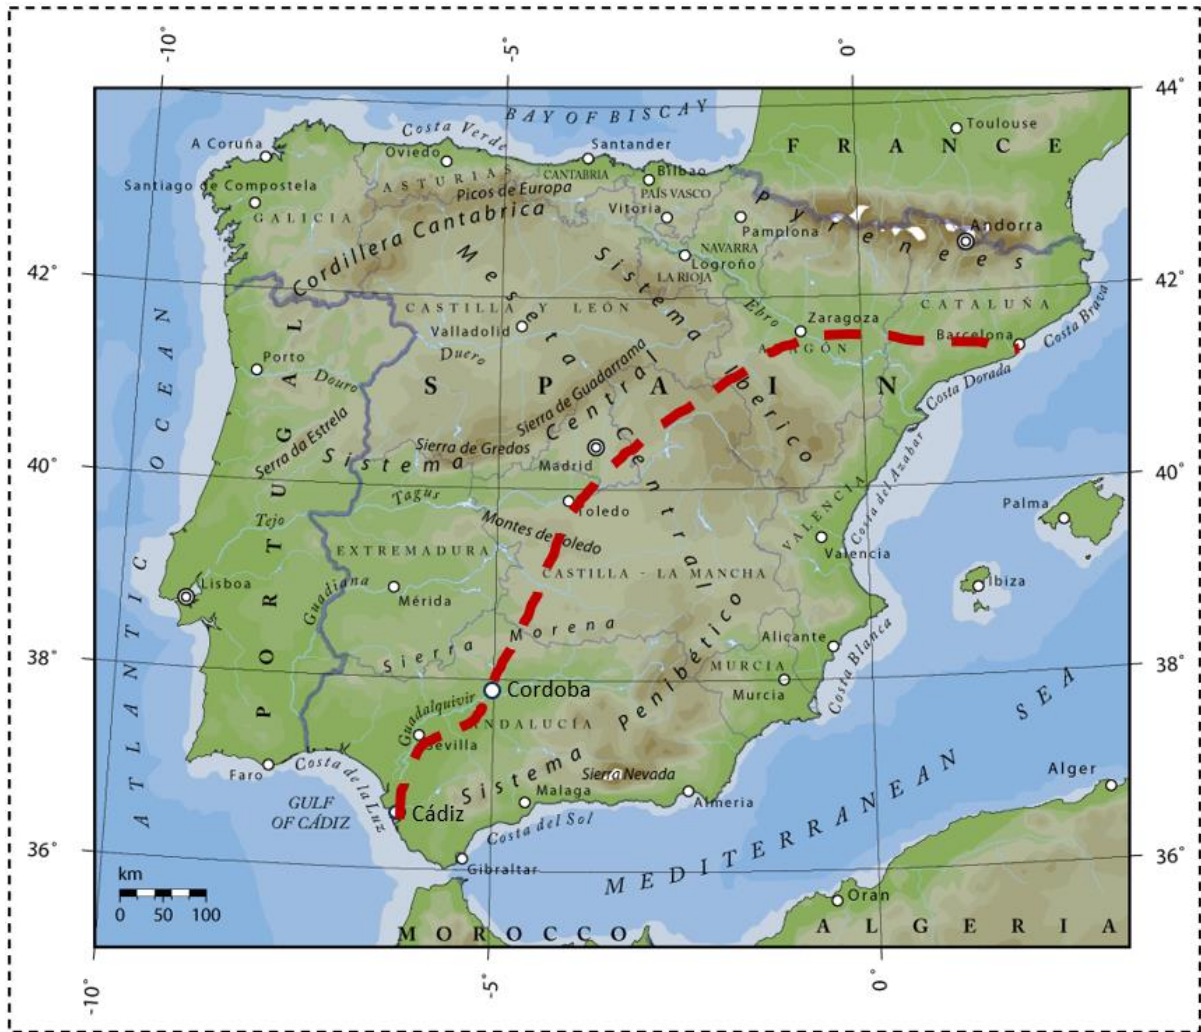 -10°
-5°
0°
44°
BAY OF BISCAY
Costa Verde
Toulouse
FRANCE
A Coruña
Oviedo
Santander
Bilbao
ASTURIAS
CANTABRIA
PAÍS VASCO
Santiago de Compostela
Picos de Europa
Vitoria
Pamplona
Pyrenees
Andorra
GALICIA
Cordillera Cantabrica
NAVARRA
Logroño
LA RIOJA
42°
42°
Meseta Central
Sistema Iberico
CASTILLA Y LEÓN
Ebro
Zaragoza
CATALUÑA
Barcelona
Costa Brava
Valladolid
Duero
ARAGÓN
Porto
Douro
SPAIN
Costa Dorada
Sierra de Guadarrama
Serra da Estrela
Sistema Central
Sierra de Gredos
Madrid
40°
40°
ATLANTIC OCEAN
PORTUGAL
Tagus
Toledo
Costa del Azahar
Palma
Tejo
Montes de Toledo
VALENCIA
Valencia
EXTREMADURA
CASTILLA - LA MANCHA
Lisboa
Guadiana
Mérida
Ibiza
Sierra Morena
Alicante
Costa Blanca
38°
38°
MURCIA
Murcia
Cordoba
Guadalquivir
ANDALUCÍA
Sevilla
Sistema Penibético
Sierra Nevada
Faro
Costa de la Luz
GULF
OF CÁDIZ
Cádiz
Malaga
Almeria
Costa del Sol
MEDITERRANEAN SEA
Alger
36°
36°
Gibraltar
Oran
km
0 50 100
MOROCCO
ALGERIA
-10°
-5°
0°